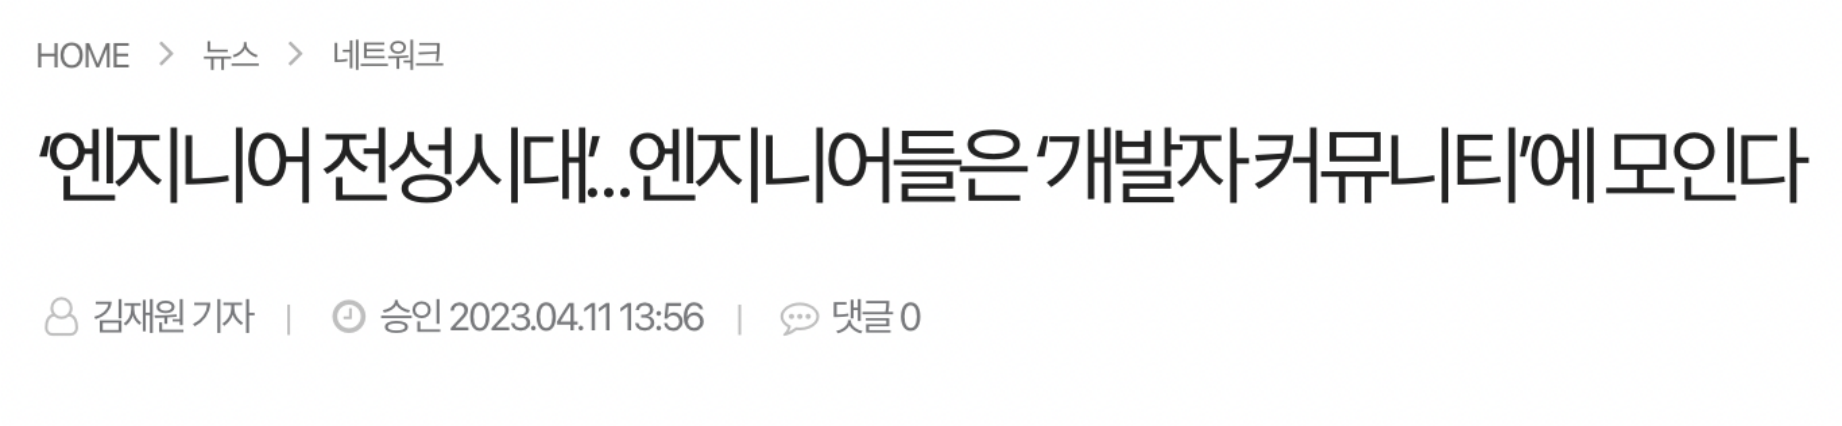 HOME > 뉴스 > 네트워크
‘엔지니어 전성시대’...엔지니어들은 ‘개발자 커뮤니티’에 모인다
김재원 기자 | 승인 2023.04.11 13:56 | 댓글 0